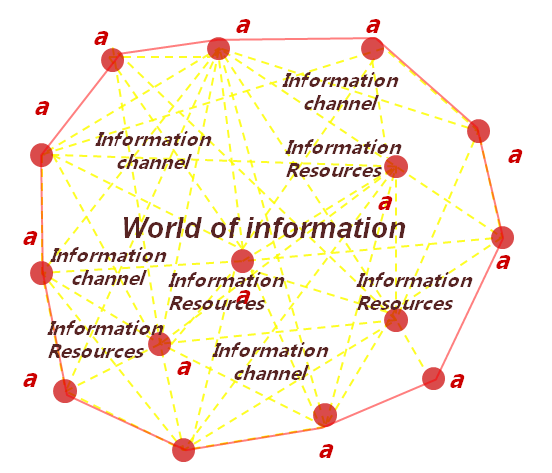 a
a
a
Information
channel
a
Information
channel
Information
Resources
a
a
World of information
a
Information
channel
a
Information
Resources
a
Information
Resources
Information
Resources
Information
channel
a
a
a
a